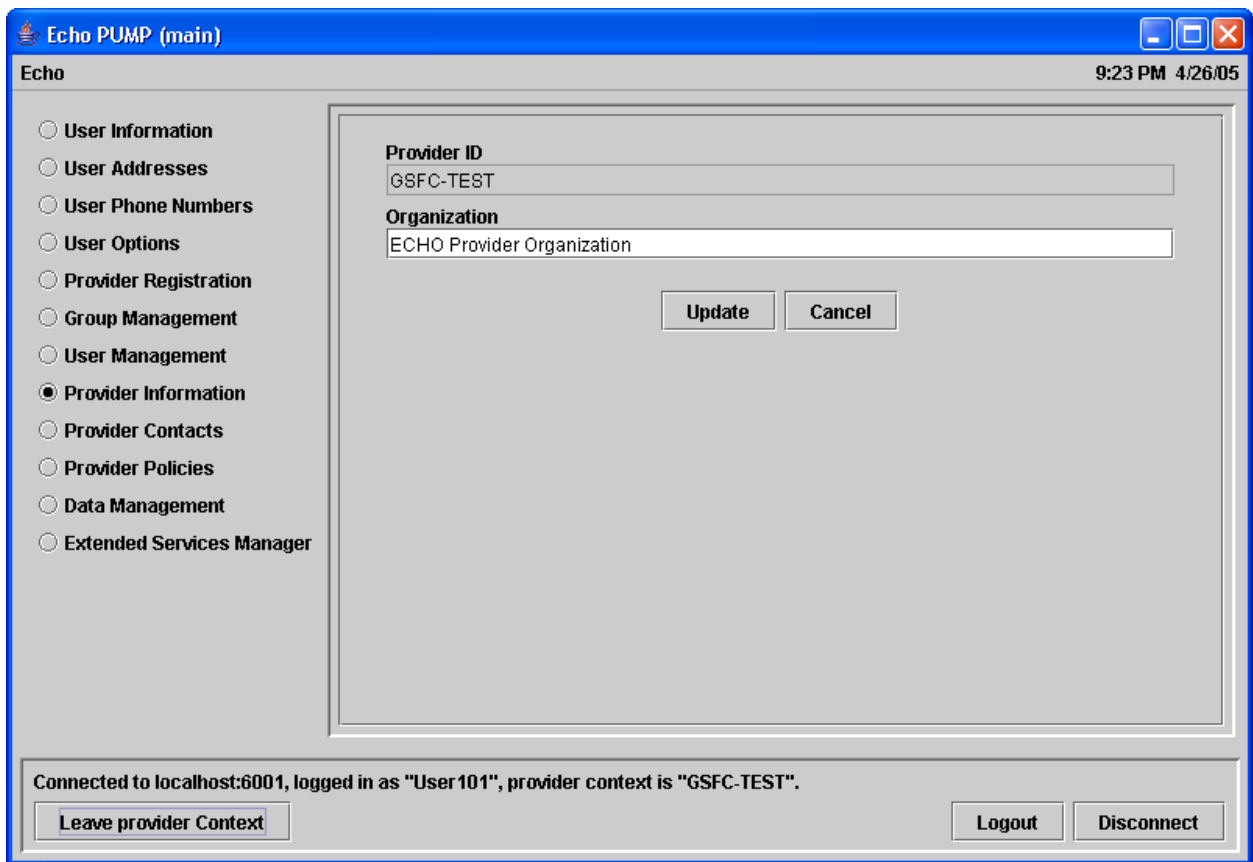 Echo PUMP (main)
Echo
9:23 PM 4/26/05
User Information
User Addresses
User Phone Numbers
User Options
Provider Registration
Group Management
User Management
Provider Information
Provider Contacts
Provider Policies
Data Management
Extended Services Manager
Provider ID
GSFC-TEST
Organization
ECHO Provider Organization
Update
Cancel
Connected to localhost:6001, logged in as "User101", provider context is "GSFC-TEST".
Leave provider Context
Logout
Disconnect